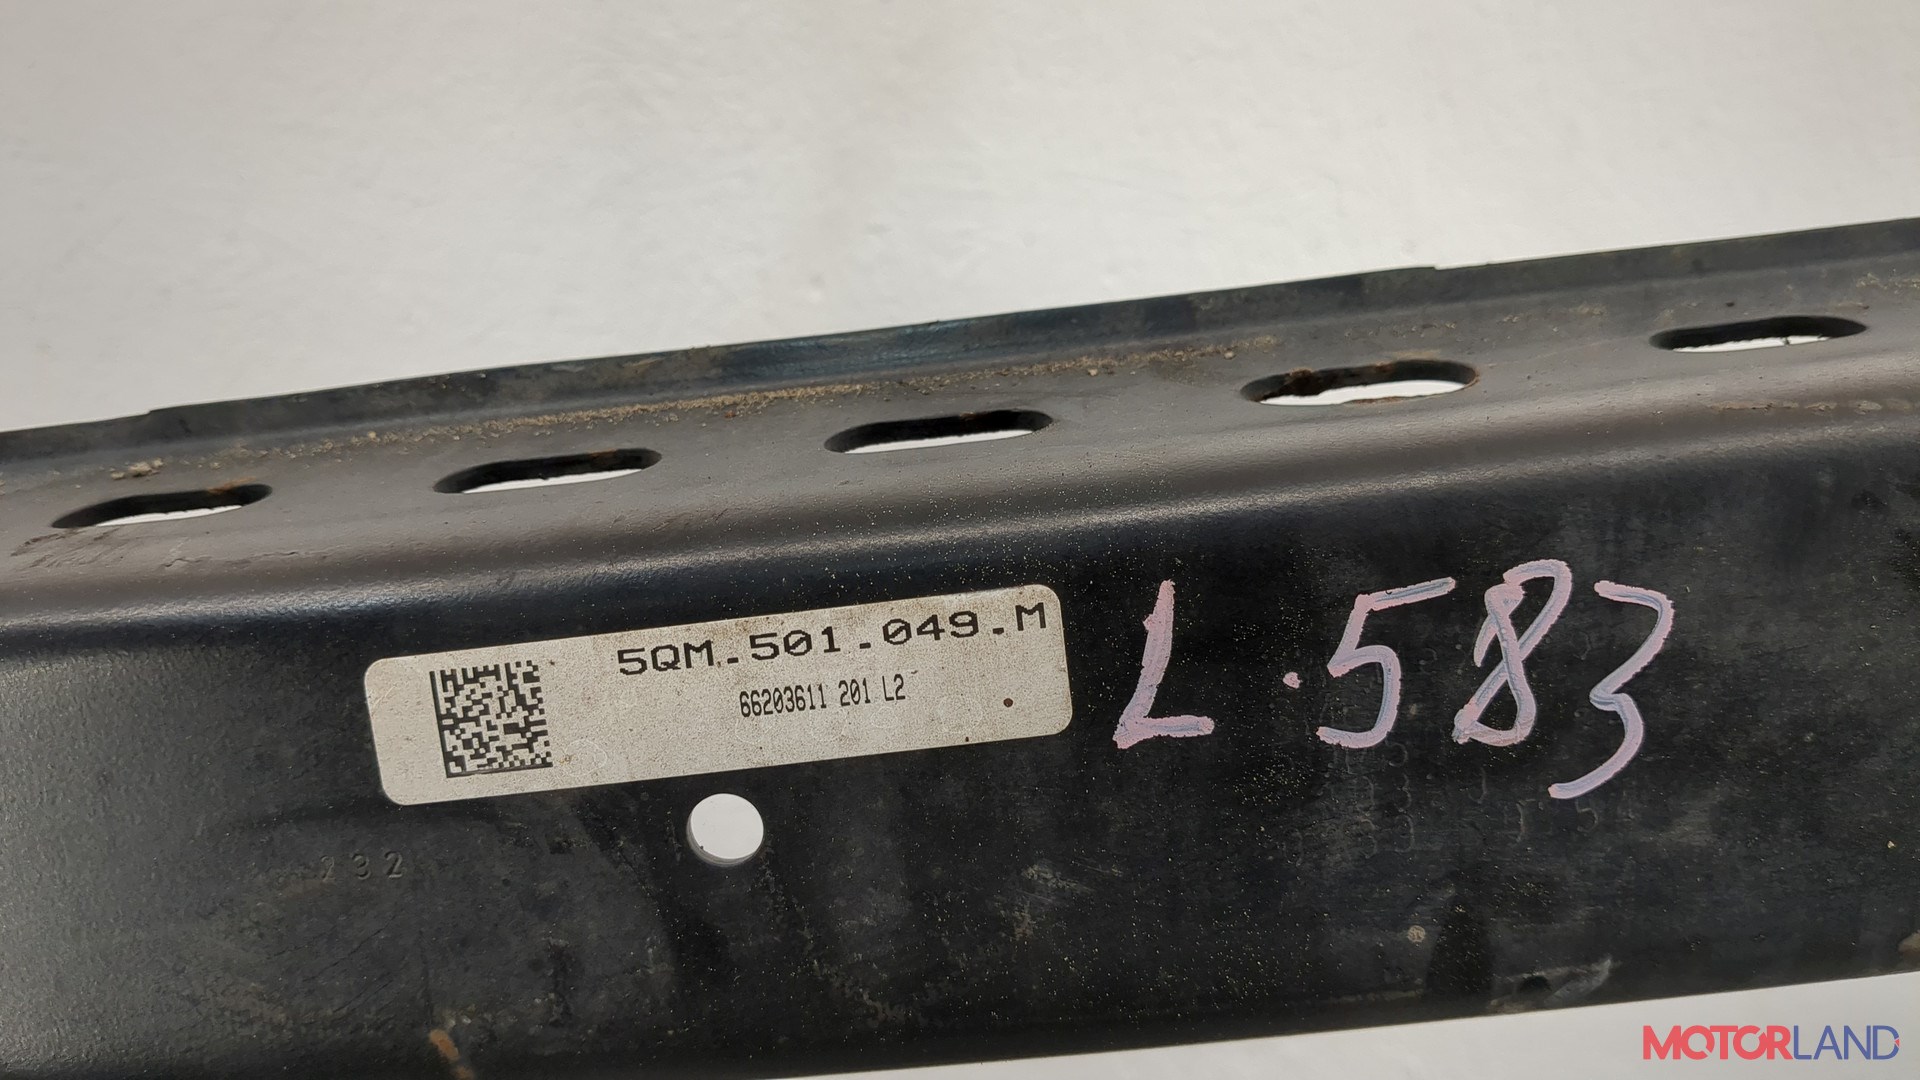 5QM.501.049.M
66203611 201 L2
L.583
232
MOTORLAND